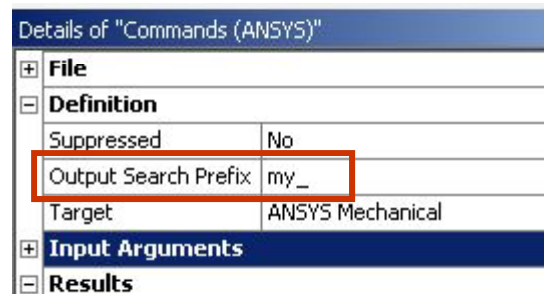 Details of "Commands (ANSYS)"
File
Definition
Suppressed No
Output Search Prefix my_
Target ANSYS Mechanical
Input Arguments
Results